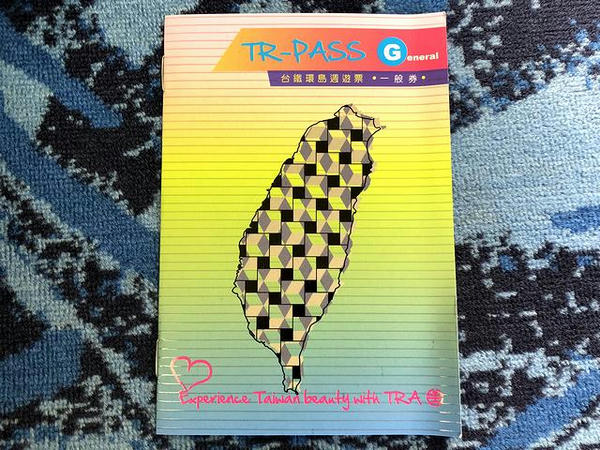 TR-PASS General
台鐵環島週遊票 •一般券•
Experience Taiwan beauty with TRA